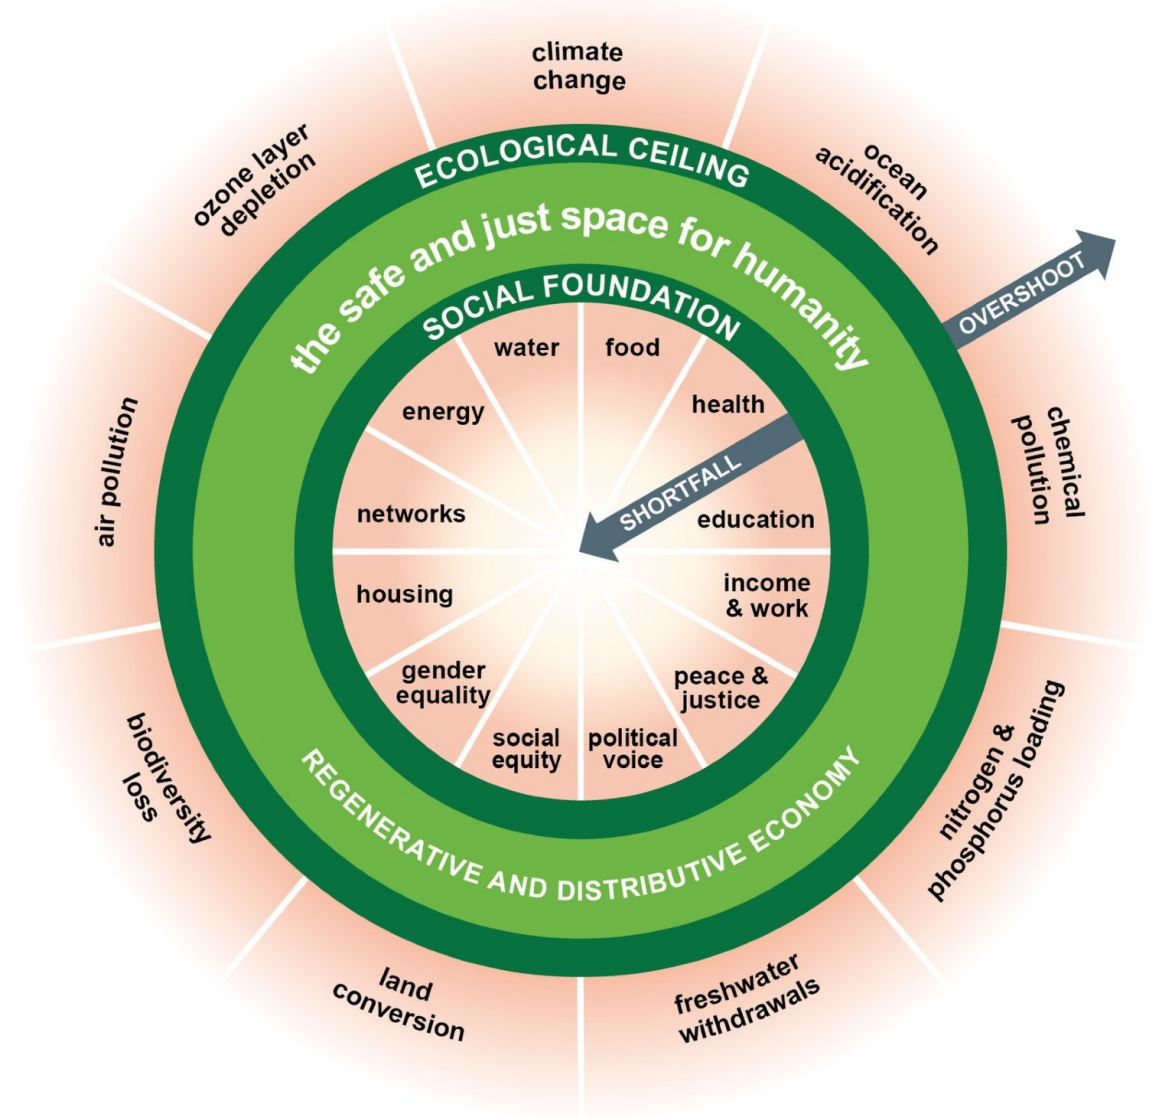 climate
change
ocean
acidification
chemical
pollution
nitrogen &
phosphorus loading
freshwater
withdrawals
land
conversion
biodiversity
loss
air pollution
ozone layer
depletion
OVERSHOOT
ECOLOGICAL CEILING
the safe and just space for humanity
SOCIAL FOUNDATION
water
food
health
SHORTFALL
education
income
& work
peace &
justice
political
voice
social
equity
gender
equality
housing
networks
energy
REGENERATIVE AND DISTRIBUTIVE ECONOMY